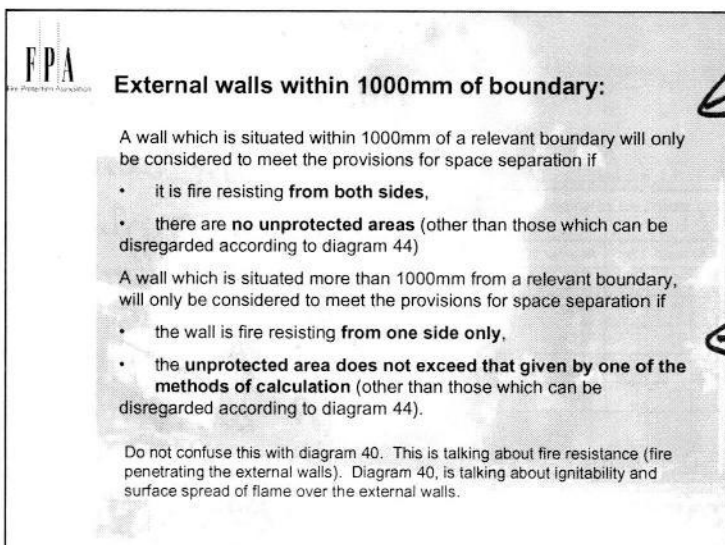 FPA
Fire Protection Association
External walls within 1000mm of boundary:
A wall which is situated within 1000mm of a relevant boundary will only
be considered to meet the provisions for space separation if
• it is fire resisting from both sides,
• there are no unprotected areas (other than those which can be
disregarded according to diagram 44)
A wall which is situated more than 1000mm from a relevant boundary,
will only be considered to meet the provisions for space separation if
• the wall is fire resisting from one side only,
• the unprotected area does not exceed that given by one of the
methods of calculation (other than those which can be
disregarded according to diagram 44).
Do not confuse this with diagram 40. This is talking about fire resistance (fire
penetrating the external walls). Diagram 40, is talking about ignitability and
surface spread of flame over the external walls.